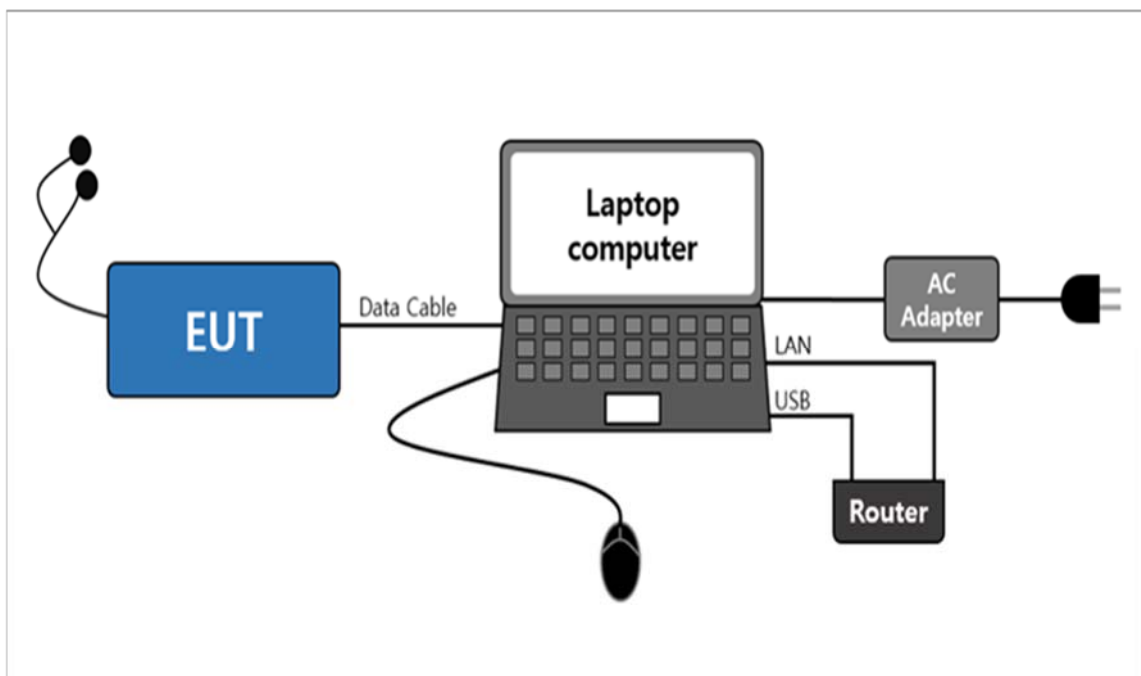 Laptop
computer
EUT
Data Cable
AC
Adapter
LAN
USB
Router